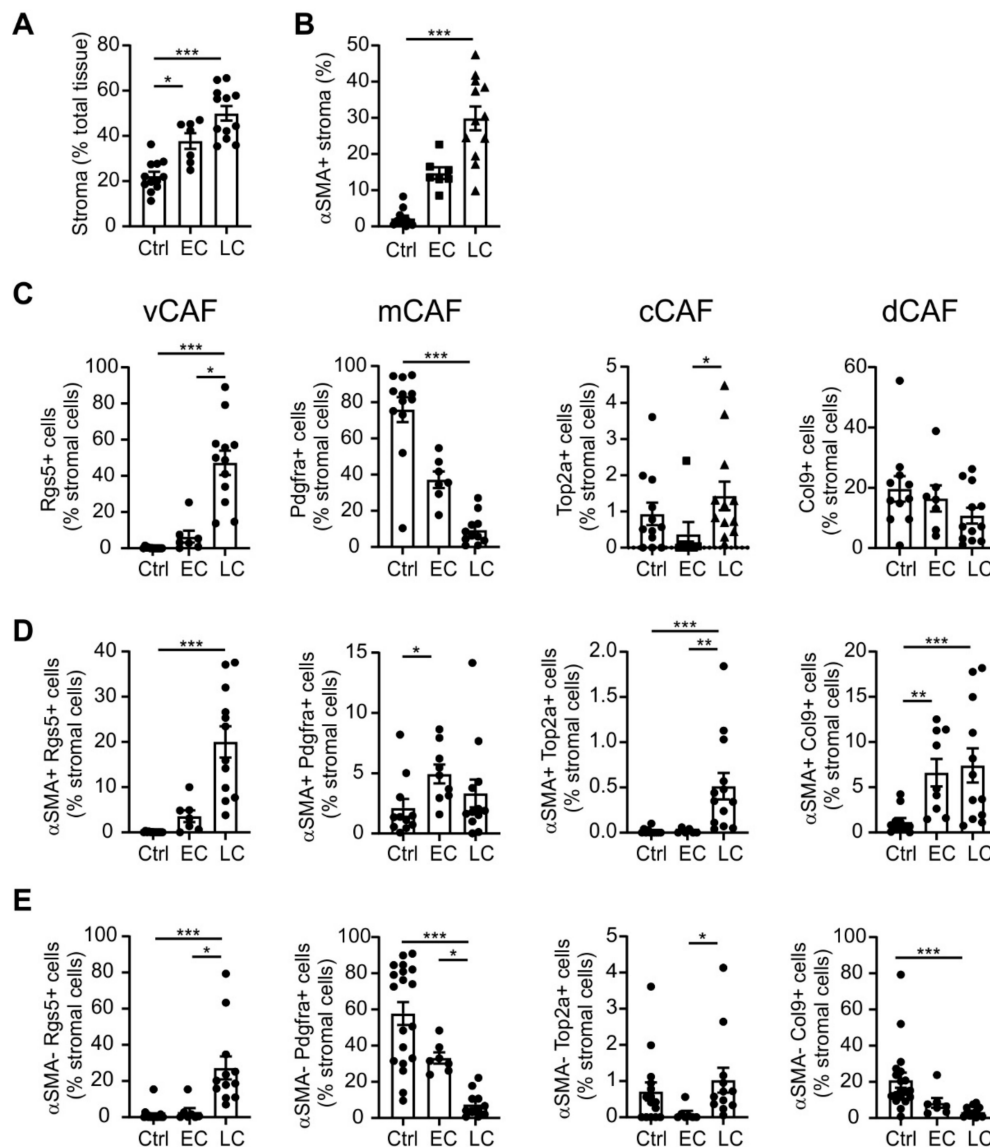 A
Stroma (% total tissue)
80
60
40
20
0
***
*
Ctrl EC LC
B
αSMA+ stroma (%)
50
40
30
20
10
0
***
Ctrl EC LC
C
vCAF
mCAF
cCAF
dCAF
Rgs5+ cells
(% stromal cells)
100
80
60
40
20
0
***
*
Ctrl EC LC
Pdgfra+ cells
(% stromal cells)
100
80
60
40
20
0
***
Ctrl EC LC
Top2a+ cells
(% stromal cells)
5
4
3
2
1
0
*
Ctrl EC LC
Col9+ cells
(% stromal cells)
60
40
20
0
Ctrl EC LC
D
αSMA+ Rgs5+ cells
(% stromal cells)
40
30
20
10
0
***
Ctrl EC LC
αSMA+ Pdgfra+ cells
(% stromal cells)
15
10
5
0
*
Ctrl EC LC
αSMA+ Top2a+ cells
(% stromal cells)
2.0
1.5
1.0
0.5
0.0
***
**
Ctrl EC LC
αSMA+ Col9+ cells
(% stromal cells)
20
15
10
5
0
***
**
Ctrl EC LC
E
αSMA- Rgs5+ cells
(% stromal cells)
100
80
60
40
20
0
***
*
Ctrl EC LC
αSMA- Pdgfra+ cells
(% stromal cells)
100
80
60
40
20
0
***
*
Ctrl EC LC
αSMA- Top2a+ cells
(% stromal cells)
5
4
3
2
1
0
*
Ctrl EC LC
αSMA- Col9+ cells
(% stromal cells)
100
80
60
40
20
0
***
Ctrl EC LC